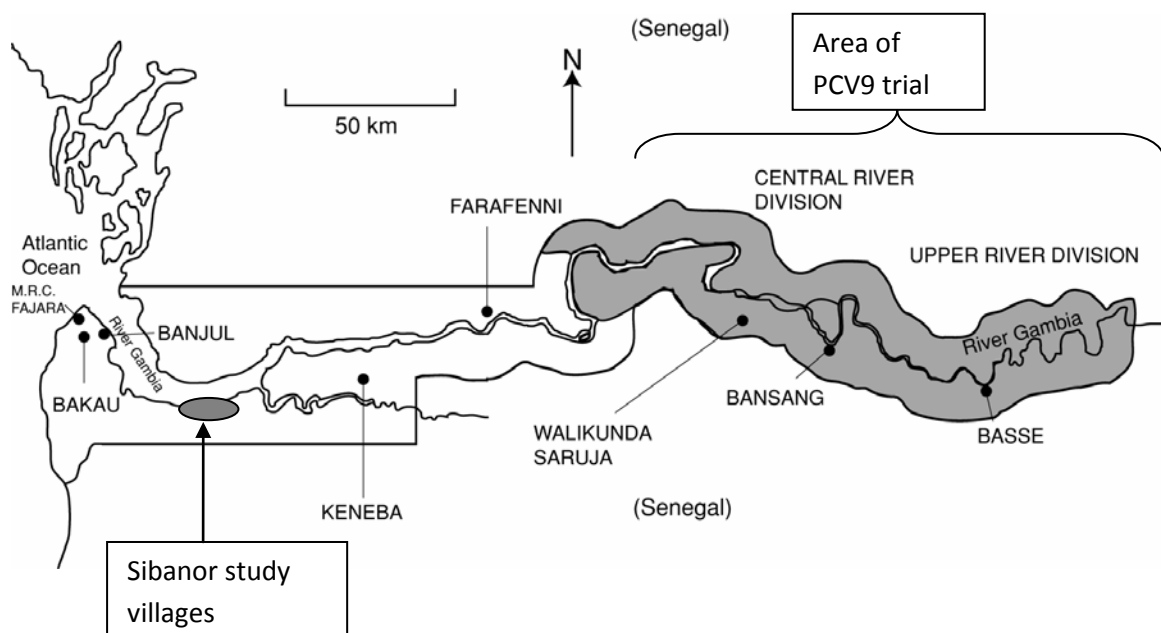 (Senegal)
Area of
PCV9 trial
N
50 km
CENTRAL RIVER
DIVISION
FARAFENNI
UPPER RIVER DIVISION
Atlantic
Ocean
M.R.C.
FAJARA
River Gambia
BANJUL
River Gambia
BAKAU
BANSANG
BASSE
WALIKUNDA
SARUJA
KENEBA
(Senegal)
Sibanor study
villages